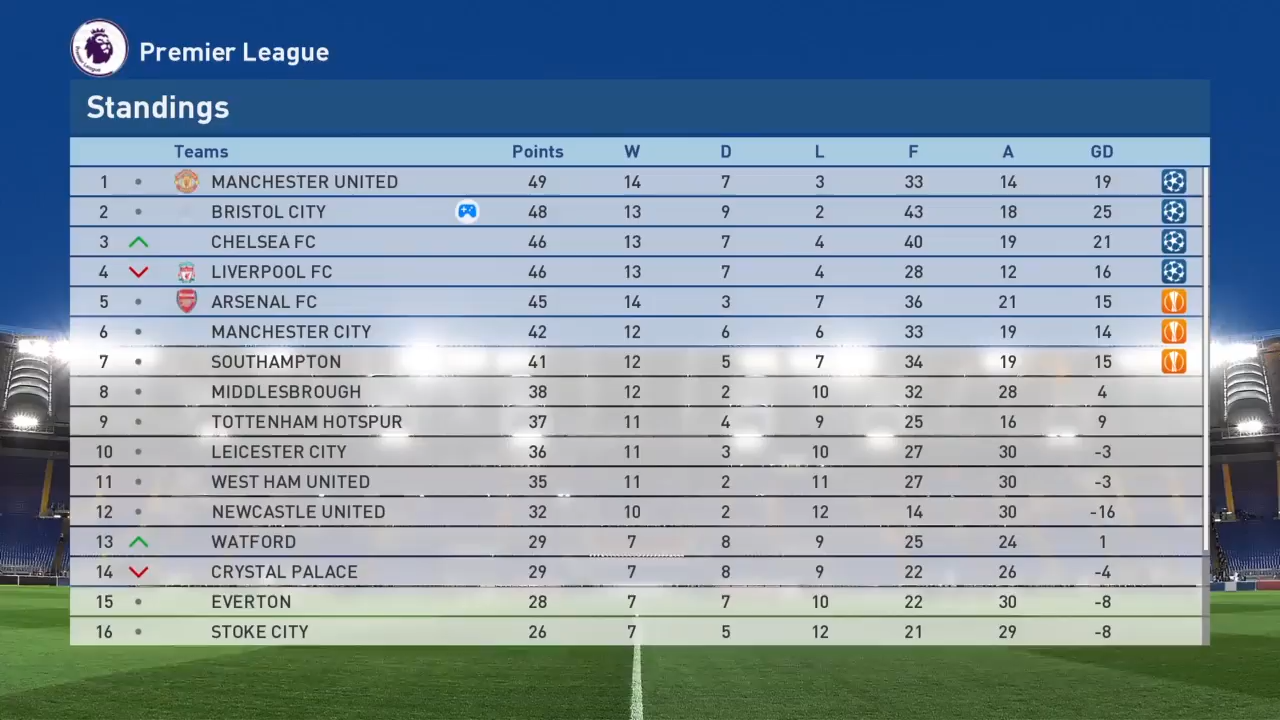 Premier League
Standings
Teams Points W D L F A GD
1 MANCHESTER UNITED 49 14 7 3 33 14 19
2 BRISTOL CITY 48 13 9 2 43 18 25
3 CHELSEA FC 46 13 7 4 40 19 21
4 LIVERPOOL FC 46 13 7 4 28 12 16
5 ARSENAL FC 45 14 3 7 36 21 15
6 MANCHESTER CITY 42 12 6 6 33 19 14
7 SOUTHAMPTON 41 12 5 7 34 19 15
8 MIDDLESBROUGH 38 12 2 10 32 28 4
9 TOTTENHAM HOTSPUR 37 11 4 9 25 16 9
10 LEICESTER CITY 36 11 3 10 27 30 -3
11 WEST HAM UNITED 35 11 2 11 27 30 -3
12 NEWCASTLE UNITED 32 10 2 12 14 30 -16
13 WATFORD 29 7 8 9 25 24 1
14 CRYSTAL PALACE 29 7 8 9 22 26 -4
15 EVERTON 28 7 7 10 22 30 -8
16 STOKE CITY 26 7 5 12 21 29 -8